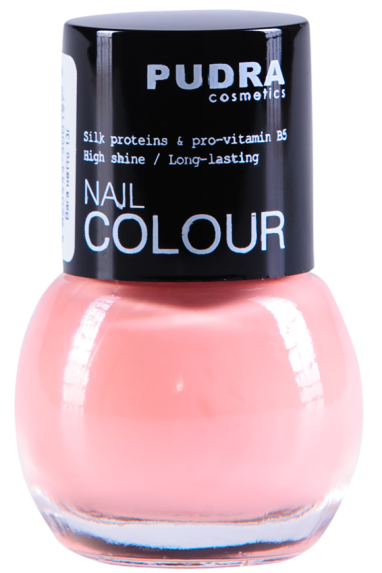 PUDRA
cosmetics
Silk proteins & pro-vitamin B5
High shine / Long-lasting
NAIL
COLOUR